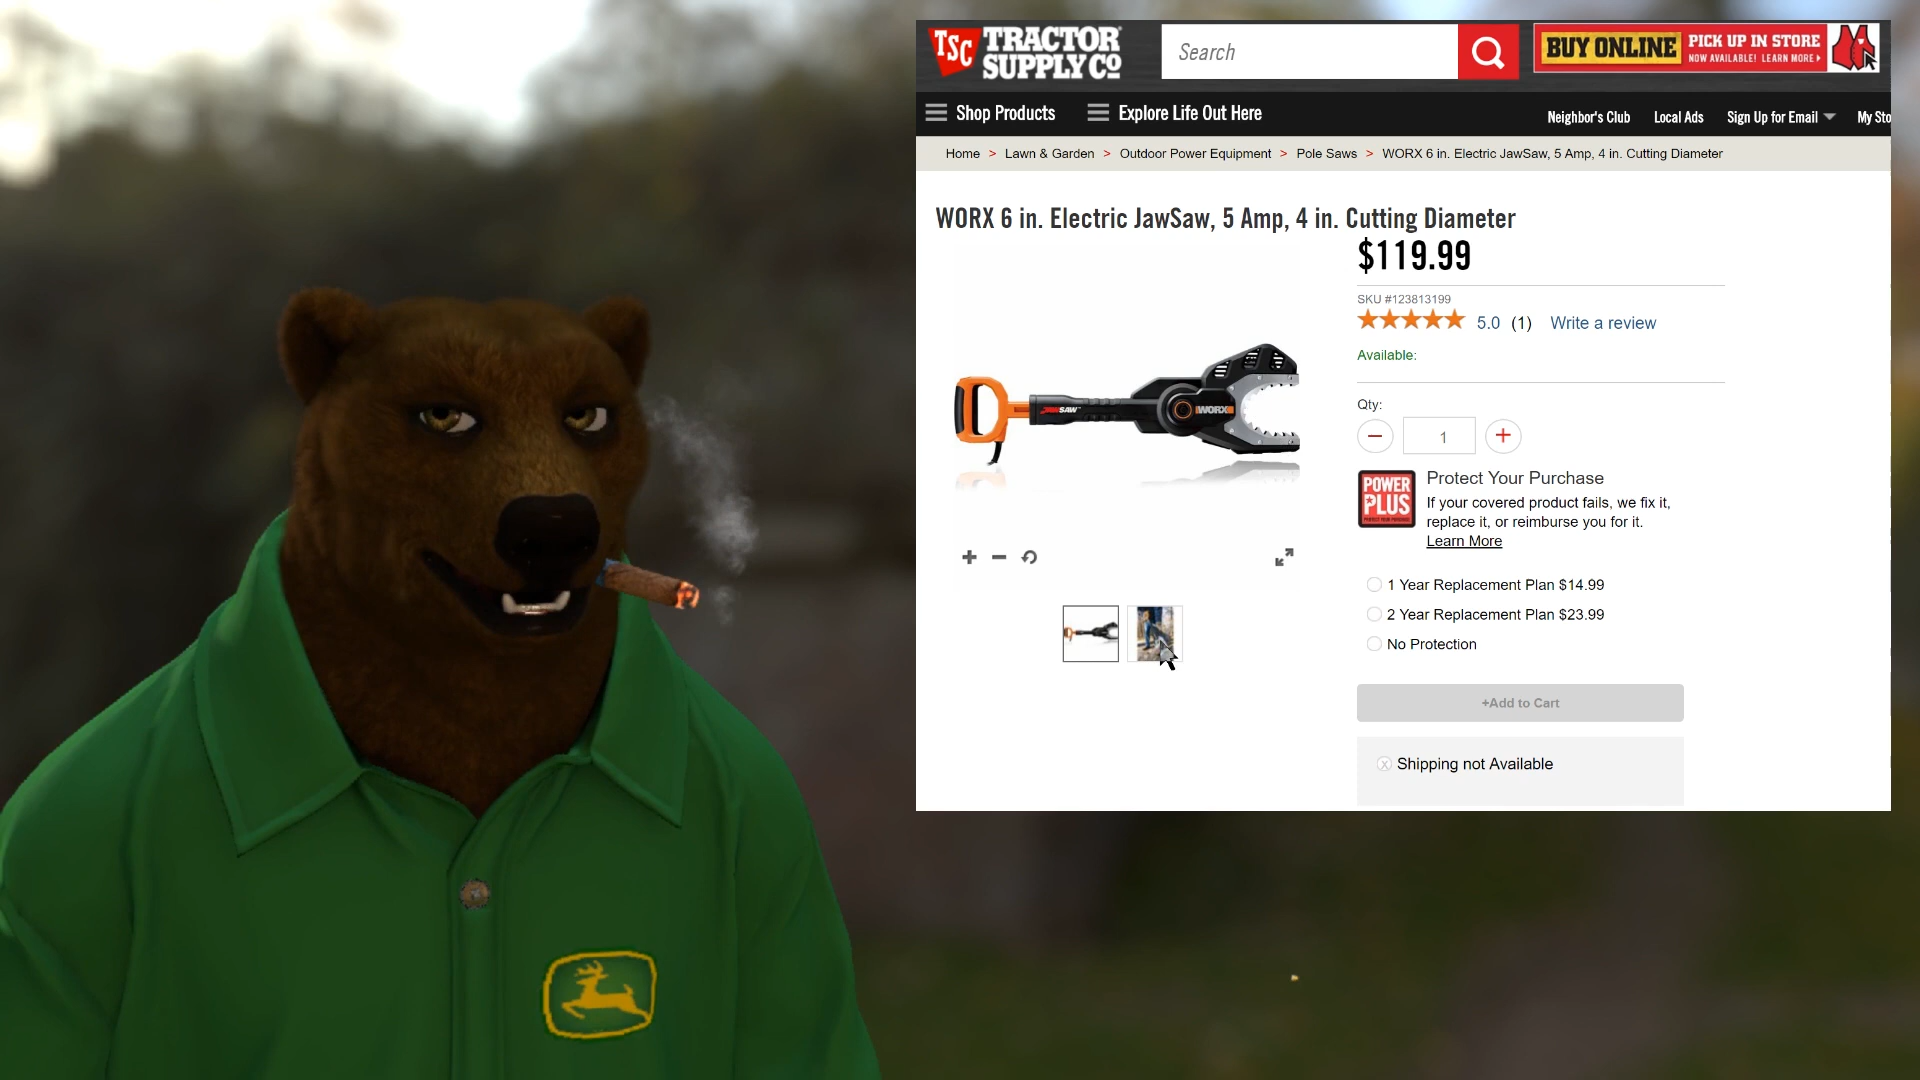 TSC TRACTOR
SUPPLY CO
Search
BUY ONLINE
PICK UP IN STORE
NOW AVAILABLE! LEARN MORE
Shop Products
Explore Life Out Here
Neighbor's Club
Local Ads
Sign Up for Email
My Sto
Home > Lawn & Garden > Outdoor Power Equipment > Pole Saws > WORX 6 in. Electric JawSaw, 5 Amp, 4 in. Cutting Diameter
WORX 6 in. Electric JawSaw, 5 Amp, 4 in. Cutting Diameter
$119.99
SKU #123813199
5.0 (1) Write a review
Available:
Qty:
1
JAWSAW
WORX
POWER
PLUS
Protect Your Purchase
If your covered product fails, we fix it,
replace it, or reimburse you for it.
Learn More
1 Year Replacement Plan $14.99
2 Year Replacement Plan $23.99
No Protection
+Add to Cart
x Shipping not Available